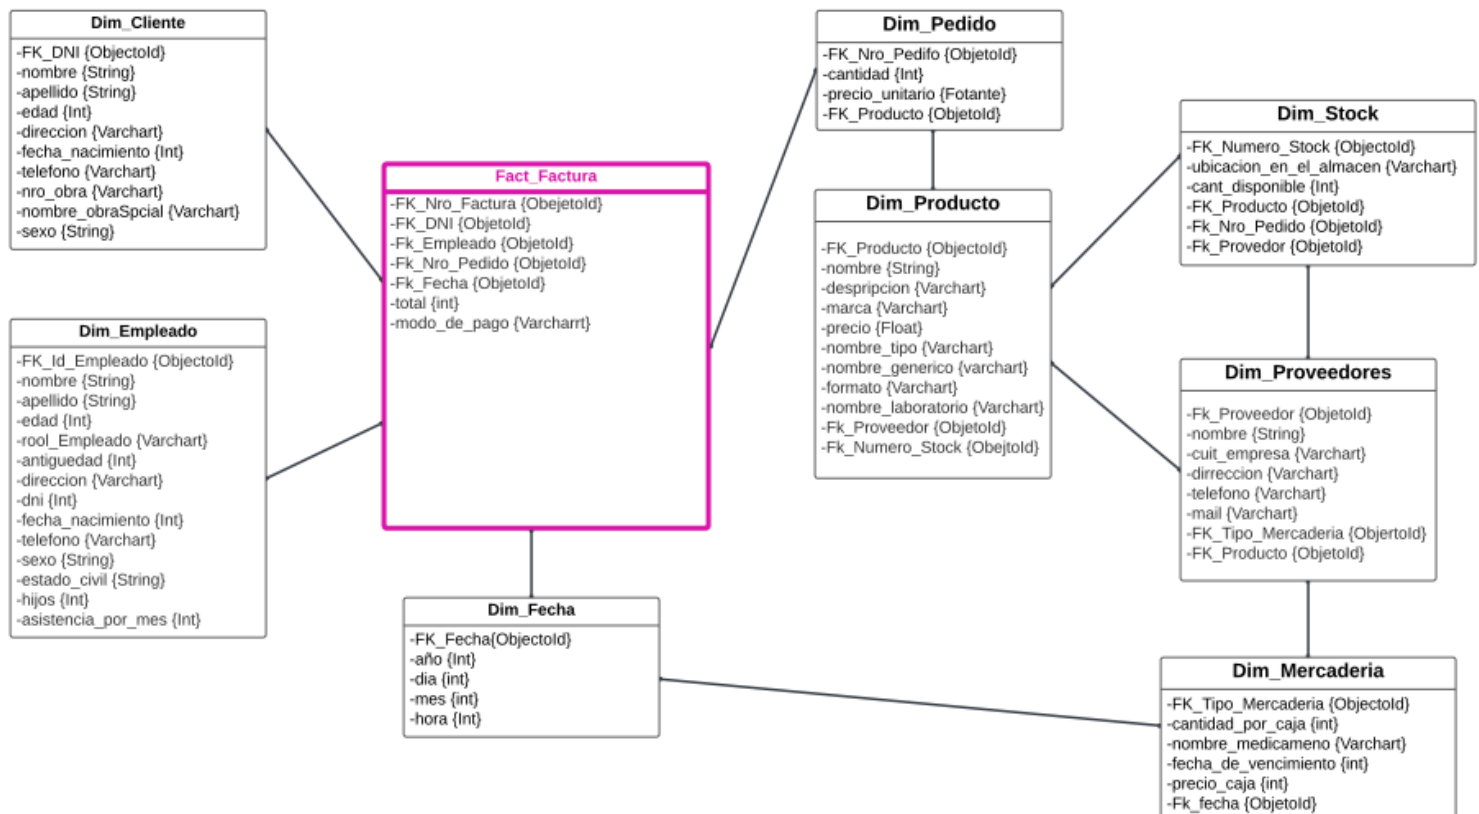 Dim_Cliente
-FK_DNI {ObjectoId}
-nombre {String}
-apellido {String}
-edad {Int}
-direccion {Varchart}
-fecha_nacimiento {Int}
-telefono {Varchart}
-nro_obra {Varchart}
-nombre_obraSpcial {Varchart}
-sexo {String}
Dim_Empleado
-FK_Id_Empleado {ObjectoId}
-nombre {String}
-apellido {String}
-edad {Int}
-rool_Empleado {Varchart}
-antiguedad {Int}
-direccion {Varchart}
-dni {Int}
-fecha_nacimiento {Int}
-telefono {Varchart}
-sexo {String}
-estado_civil {String}
-hijos {Int}
-asistencia_por_mes {Int}
Fact_Factura
-FK_Nro_Factura {ObejetoId}
-FK_DNI {ObjetoId}
-Fk_Empleado {ObjetoId}
-Fk_Nro_Pedido {ObjetoId}
-Fk_Fecha {ObjetoId}
-total {int}
-modo_de_pago {Varcharrt}
Dim_Fecha
-FK_Fecha{ObjectoId}
-año {Int}
-dia {int}
-mes {int}
-hora {Int}
Dim_Pedido
-FK_Nro_Pedifo {ObjetoId}
-cantidad {Int}
-precio_unitario {Fotante}
-FK_Producto {ObjetoId}
Dim_Producto
-FK_Producto {ObjectoId}
-nombre {String}
-despripcion {Varchart}
-marca {Varchart}
-precio {Float}
-nombre_tipo {Varchart}
-nombre_generico {varchart}
-formato {Varchart}
-nombre_laboratorio {Varchart}
-Fk_Proveedor {ObjetoId}
-Fk_Numero_Stock {ObejtoId}
Dim_Stock
-FK_Numero_Stock {ObjectoId}
-ubicacion_en_el_almacen {Varchart}
-cant_disponible {Int}
-FK_Producto {ObjetoId}
-Fk_Nro_Pedido {ObjetoId}
-Fk_Provedor {ObjetoId}
Dim_Proveedores
-Fk_Proveedor {ObjetoId}
-nombre {String}
-cuit_empresa {Varchart}
-dirreccion {Varchart}
-telefono {Varchart}
-mail {Varchart}
-FK_Tipo_Mercaderia {ObjertoId}
-FK_Producto {ObjetoId}
Dim_Mercaderia
-FK_Tipo_Mercaderia {ObjectoId}
-cantidad_por_caja {int}
-nombre_medicameno {Varchart}
-fecha_de_vencimiento {int}
-precio_caja {int}
-Fk_fecha {ObjetoId}